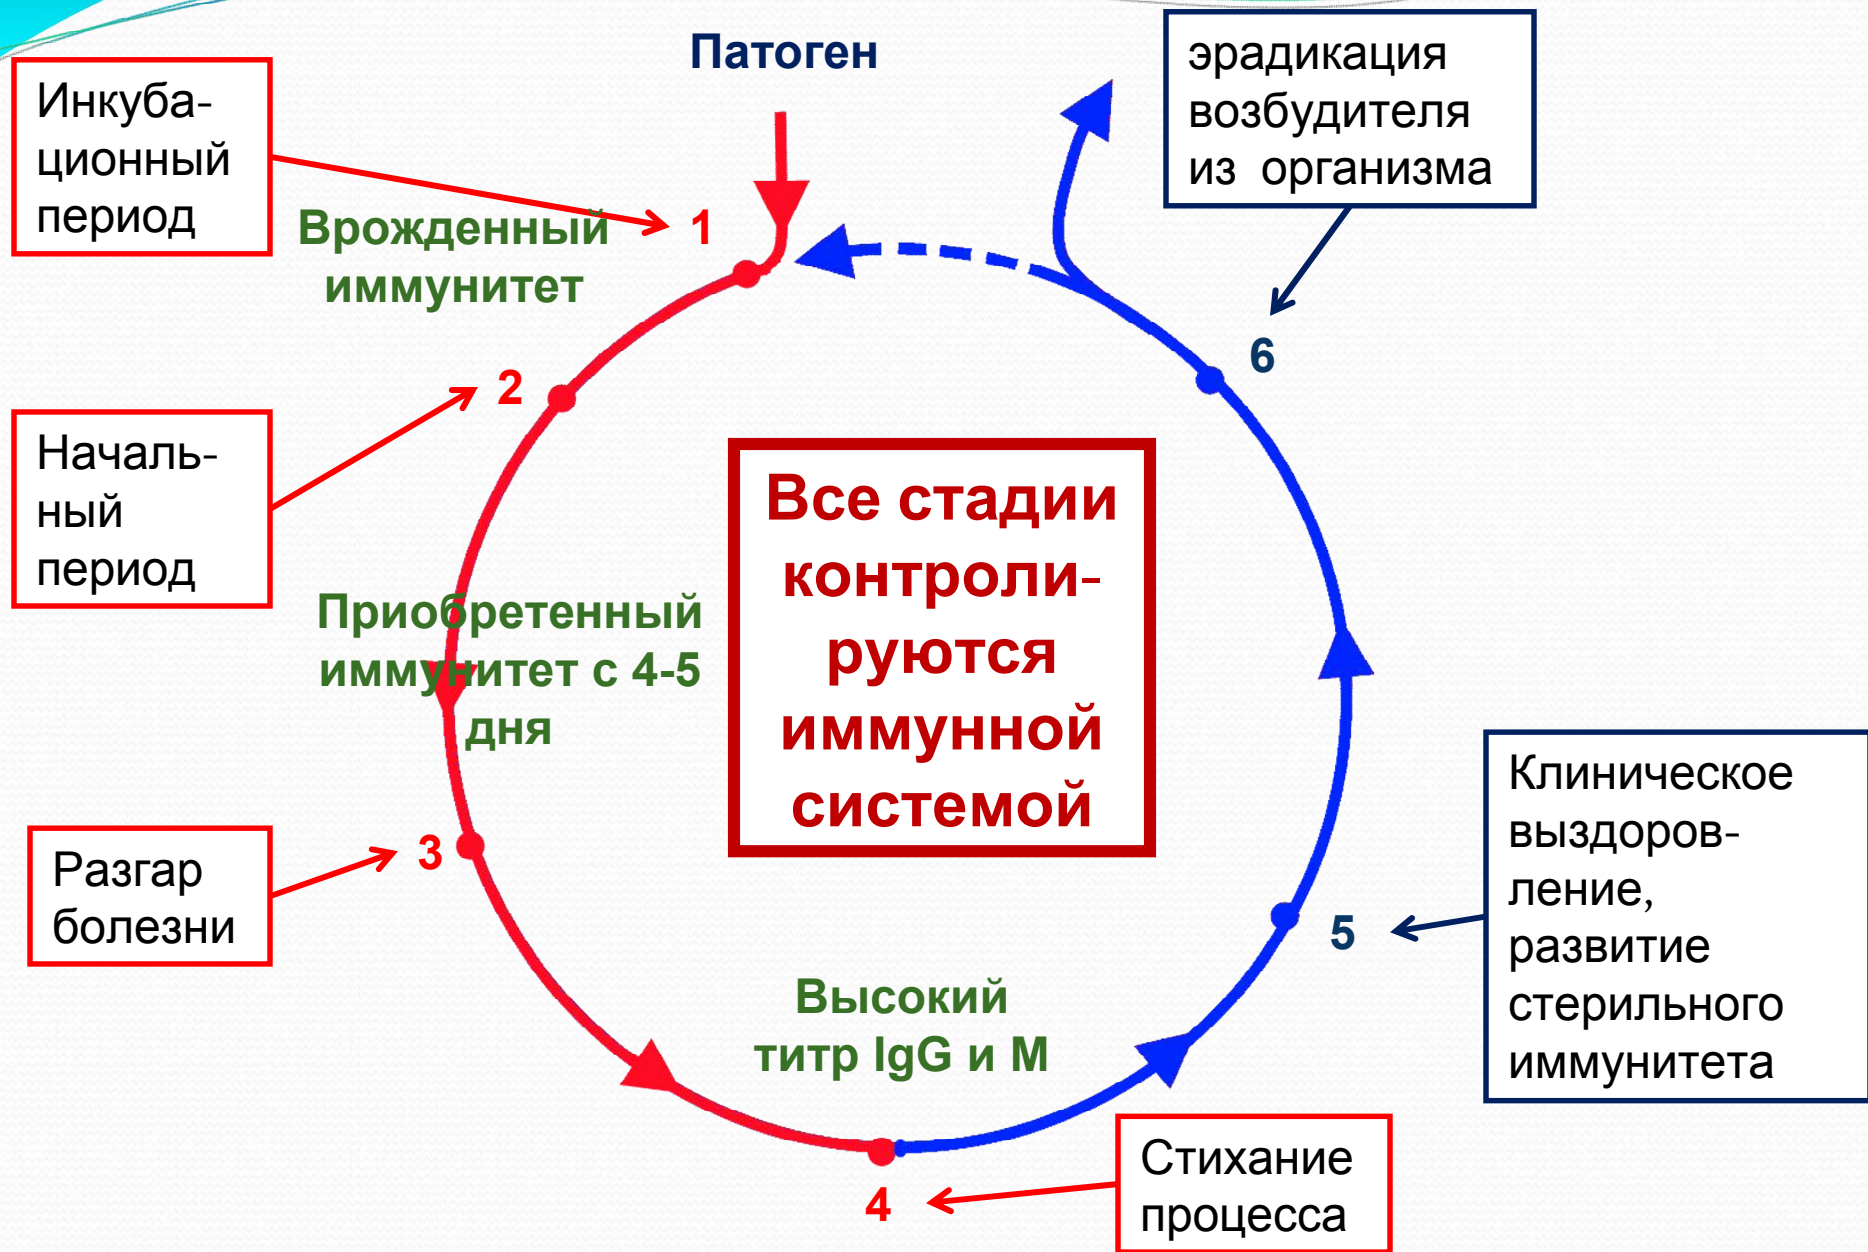 Патоген
эрадикация
возбудителя
из организма
Инкуба-
ционный
период
Врожденный
иммунитет
1
2
6
Началь-
ный
период
Все стадии
контроли-
руются
иммунной
системой
Приобретенный
иммунитет с 4-5
дня
Разгар
болезни
3
Клиническое
выздоров-
ление,
развитие
стерильного
иммунитета
5
Высокий
титр IgG и М
4
Стихание
процесса